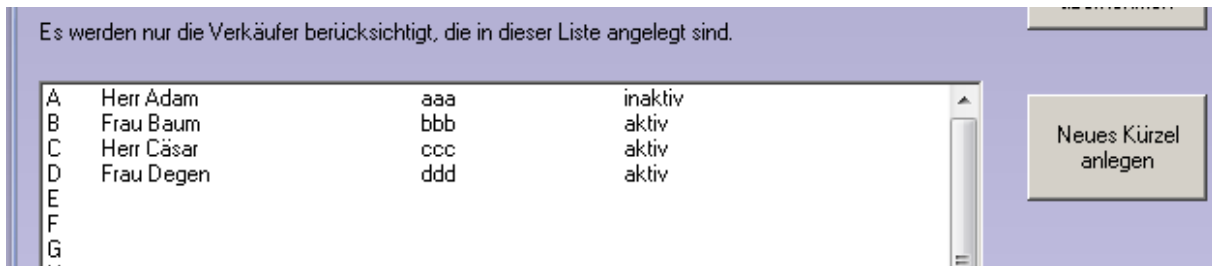 übernehmen
Es werden nur die Verkäufer berücksichtigt, die in dieser Liste angelegt sind.
A Herr Adam aaa inaktiv
B Frau Baum bbb aktiv
C Herr Cäsar ccc aktiv
D Frau Degen ddd aktiv
E
F
G
Neues Kürzel
anlegen